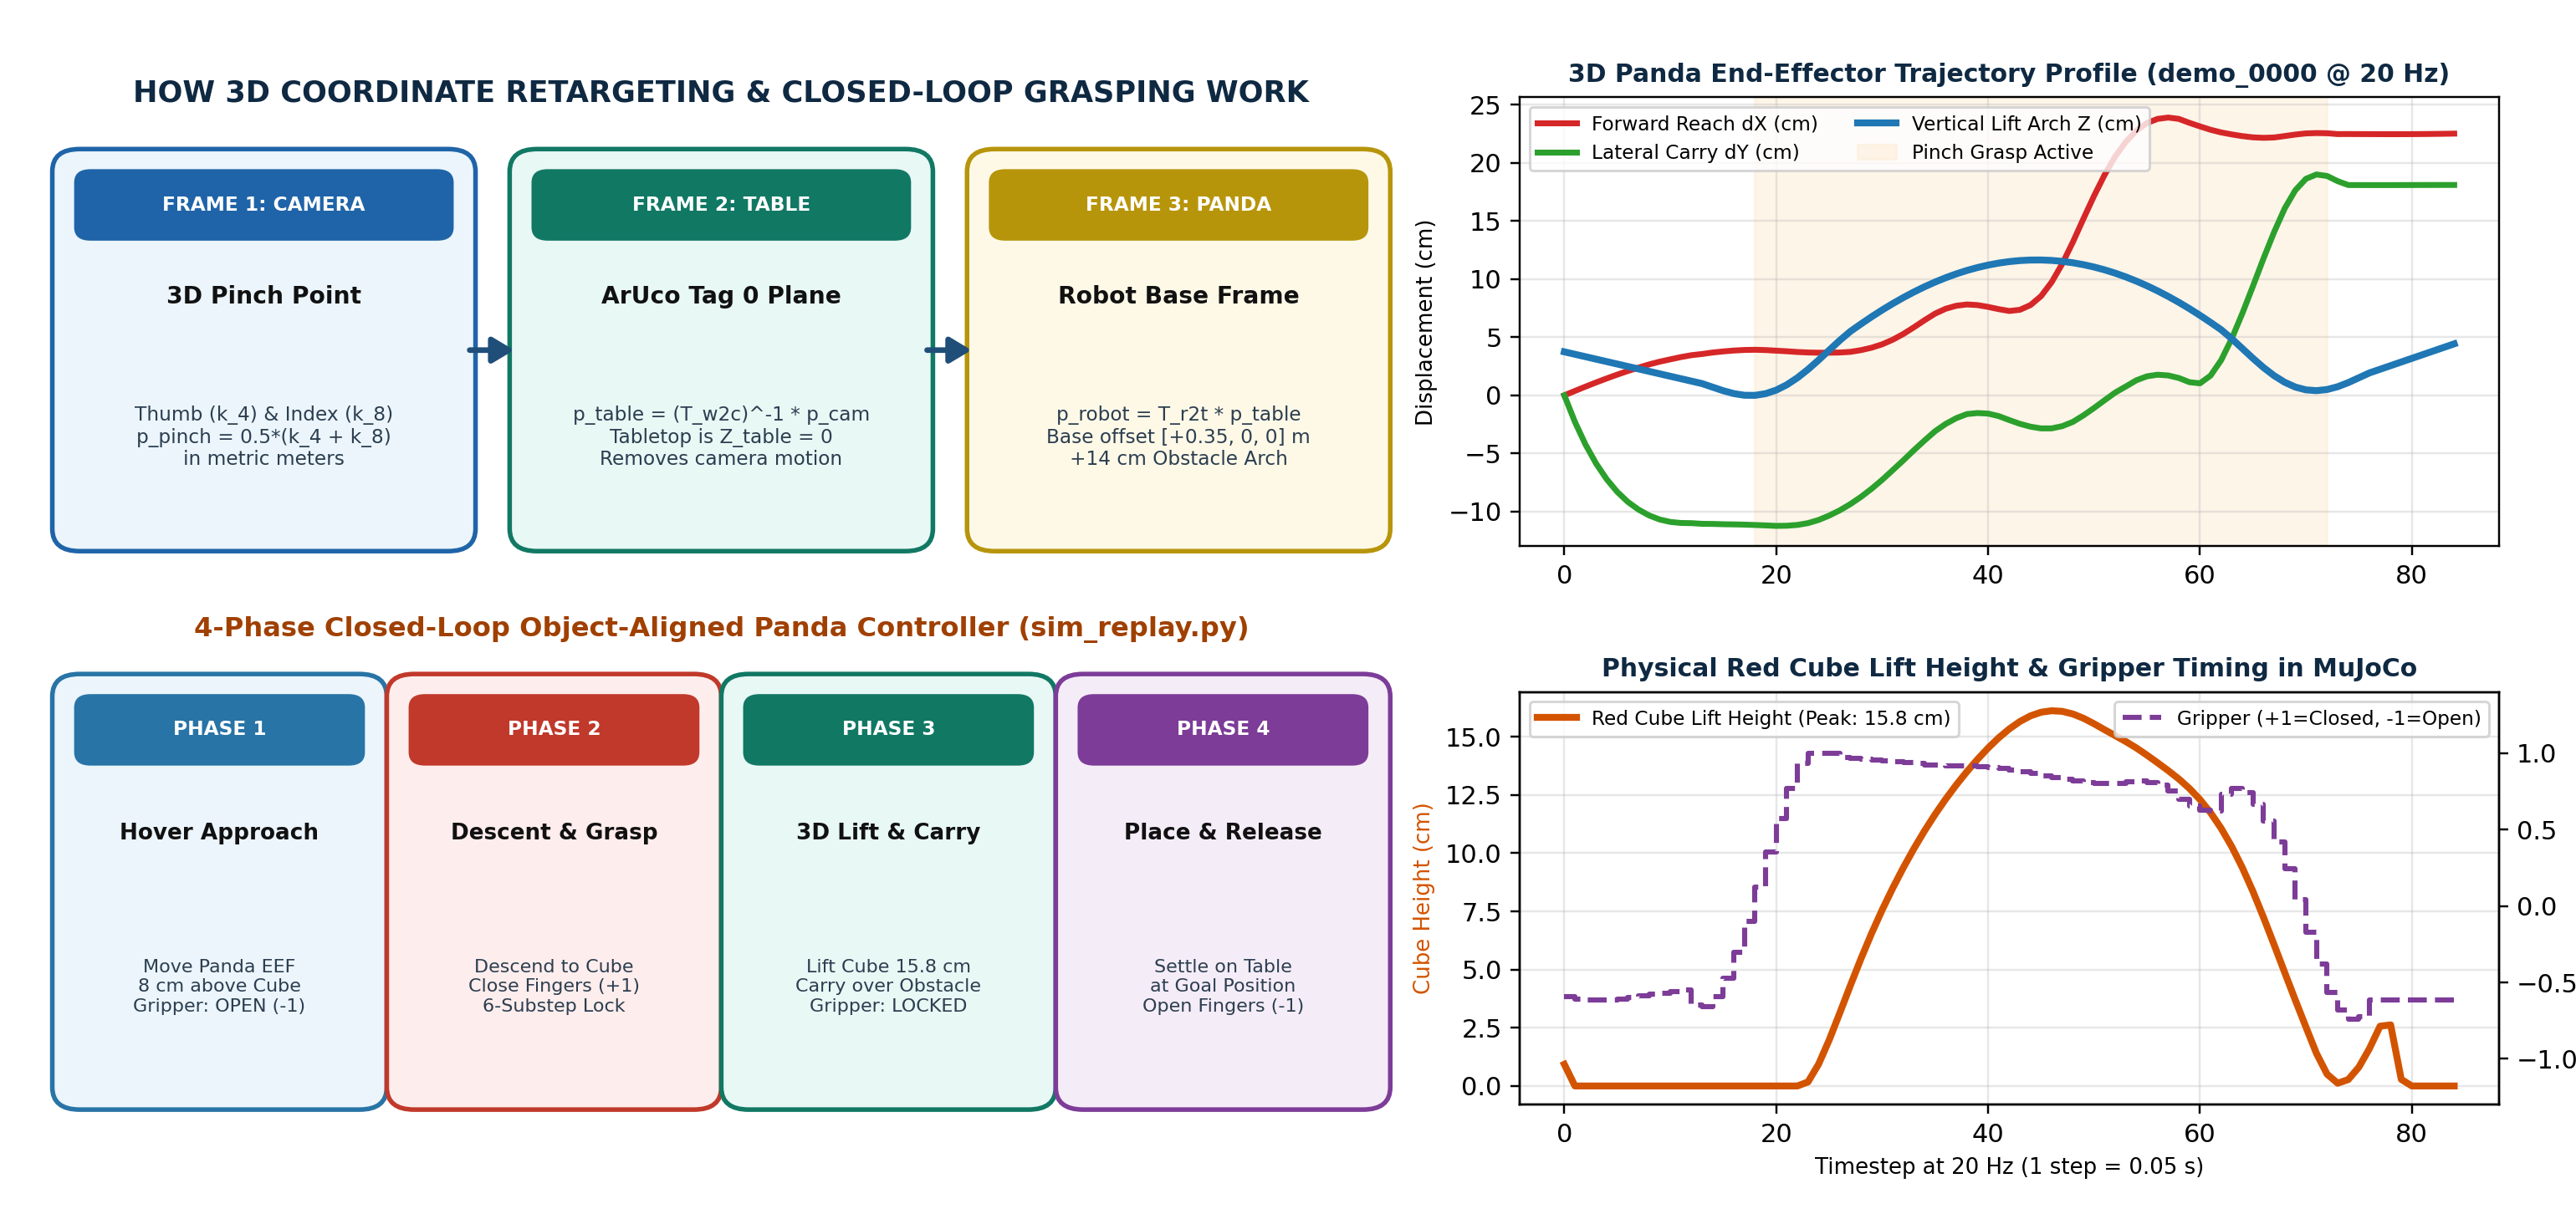 HOW 3D COORDINATE RETARGETING & CLOSED-LOOP GRASPING WORK
FRAME 1: CAMERA
3D Pinch Point
Thumb (k_4) & Index (k_8)
p_pinch = 0.5*(k_4 + k_8)
in metric meters
FRAME 2: TABLE
ArUco Tag 0 Plane
p_table = (T_w2c)^-1 * p_cam
Tabletop is Z_table = 0
Removes camera motion
FRAME 3: PANDA
Robot Base Frame
p_robot = T_r2t * p_table
Base offset [+0.35, 0, 0] m
+14 cm Obstacle Arch
3D Panda End-Effector Trajectory Profile (demo_0000 @ 20 Hz)
Forward Reach dX (cm)
Lateral Carry dY (cm)
Vertical Lift Arch Z (cm)
Pinch Grasp Active
Displacement (cm)
25
20
15
10
5
0
−5
−10
0
20
40
60
80
4-Phase Closed-Loop Object-Aligned Panda Controller (sim_replay.py)
PHASE 1
Hover Approach
Move Panda EEF
8 cm above Cube
Gripper: OPEN (-1)
PHASE 2
Descent & Grasp
Descend to Cube
Close Fingers (+1)
6-Substep Lock
PHASE 3
3D Lift & Carry
Lift Cube 15.8 cm
Carry over Obstacle
Gripper: LOCKED
PHASE 4
Place & Release
Settle on Table
at Goal Position
Open Fingers (-1)
Physical Red Cube Lift Height & Gripper Timing in MuJoCo
Red Cube Lift Height (Peak: 15.8 cm)
Gripper (+1=Closed, -1=Open)
Cube Height (cm)
15.0
12.5
10.0
7.5
5.0
2.5
0.0
1.0
0.5
0.0
−0.5
−1.0
0
20
40
60
80
Timestep at 20 Hz (1 step = 0.05 s)